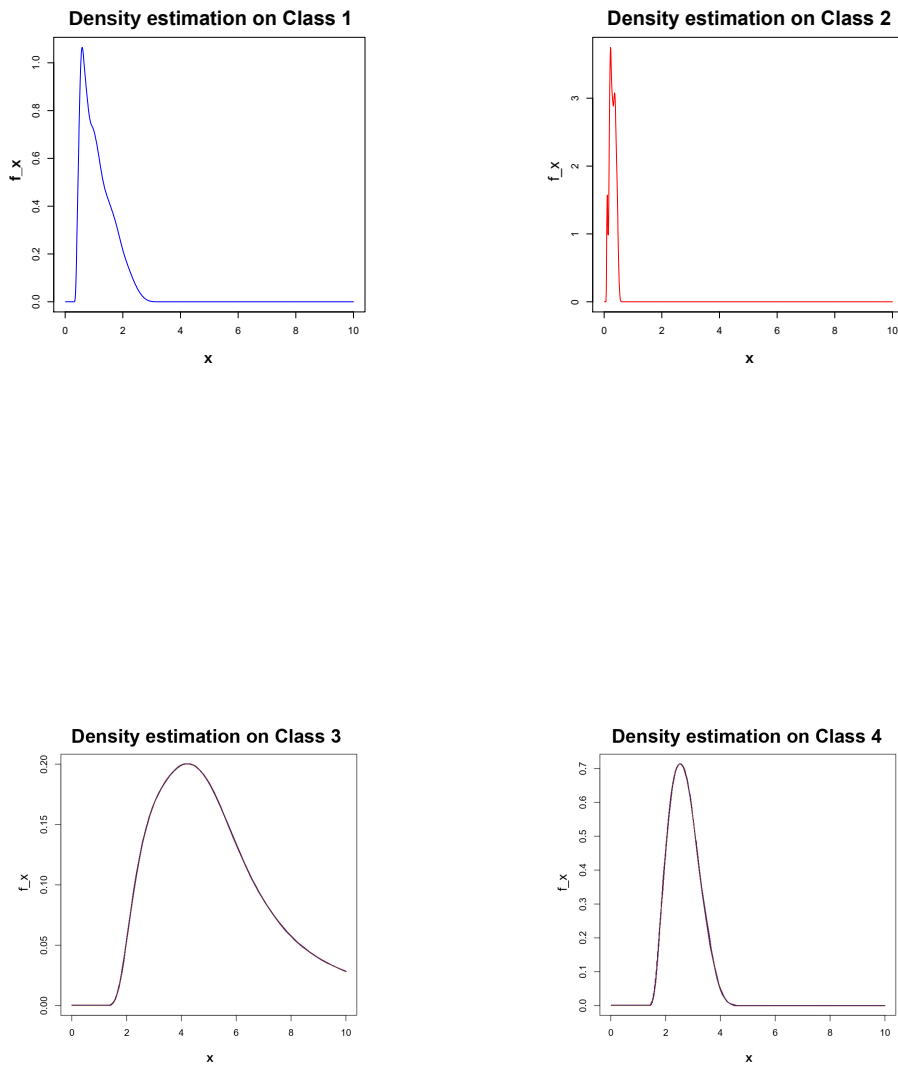 Density estimation on Class 1
f_x
0.0 0.2 0.4 0.6 0.8 1.0
0 2 4 6 8 10
x
Density estimation on Class 2
f_x
0 1 2 3
0 2 4 6 8 10
x
Density estimation on Class 3
f_x
0.00 0.05 0.10 0.15 0.20
0 2 4 6 8 10
x
Density estimation on Class 4
f_x
0.0 0.1 0.2 0.3 0.4 0.5 0.6 0.7
0 2 4 6 8 10
x